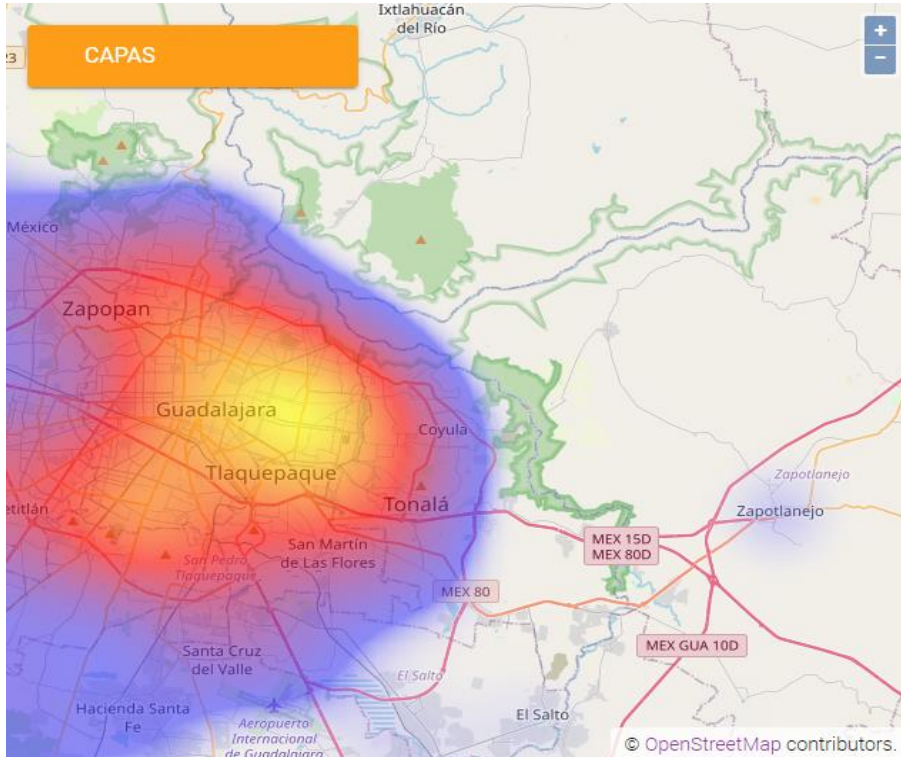 Ixtlahuacán
del Río
CAPAS
+
−
23
México
Zapopan
Guadalajara
Coyula
Tlaquepaque
Zapotlanejo
Tonalá
Zapotlanejo
MEX 15D
MEX 80D
San Martín
de Las Flores
San Pedro
Tlaquepaque
MEX 80
MEX GUA 10D
Santa Cruz
del Valle
El Salto
Hacienda Santa
Fe
El Salto
Aeropuerto
Internacional
de Guadalajara
© OpenStreetMap contributors.